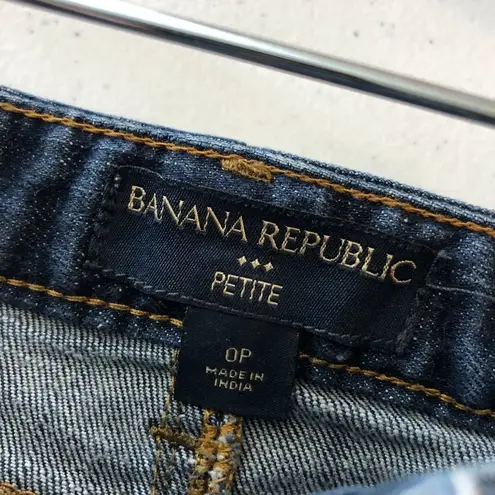 BANANA REPUBLIC
PETITE
0P
MADE IN
INDIA